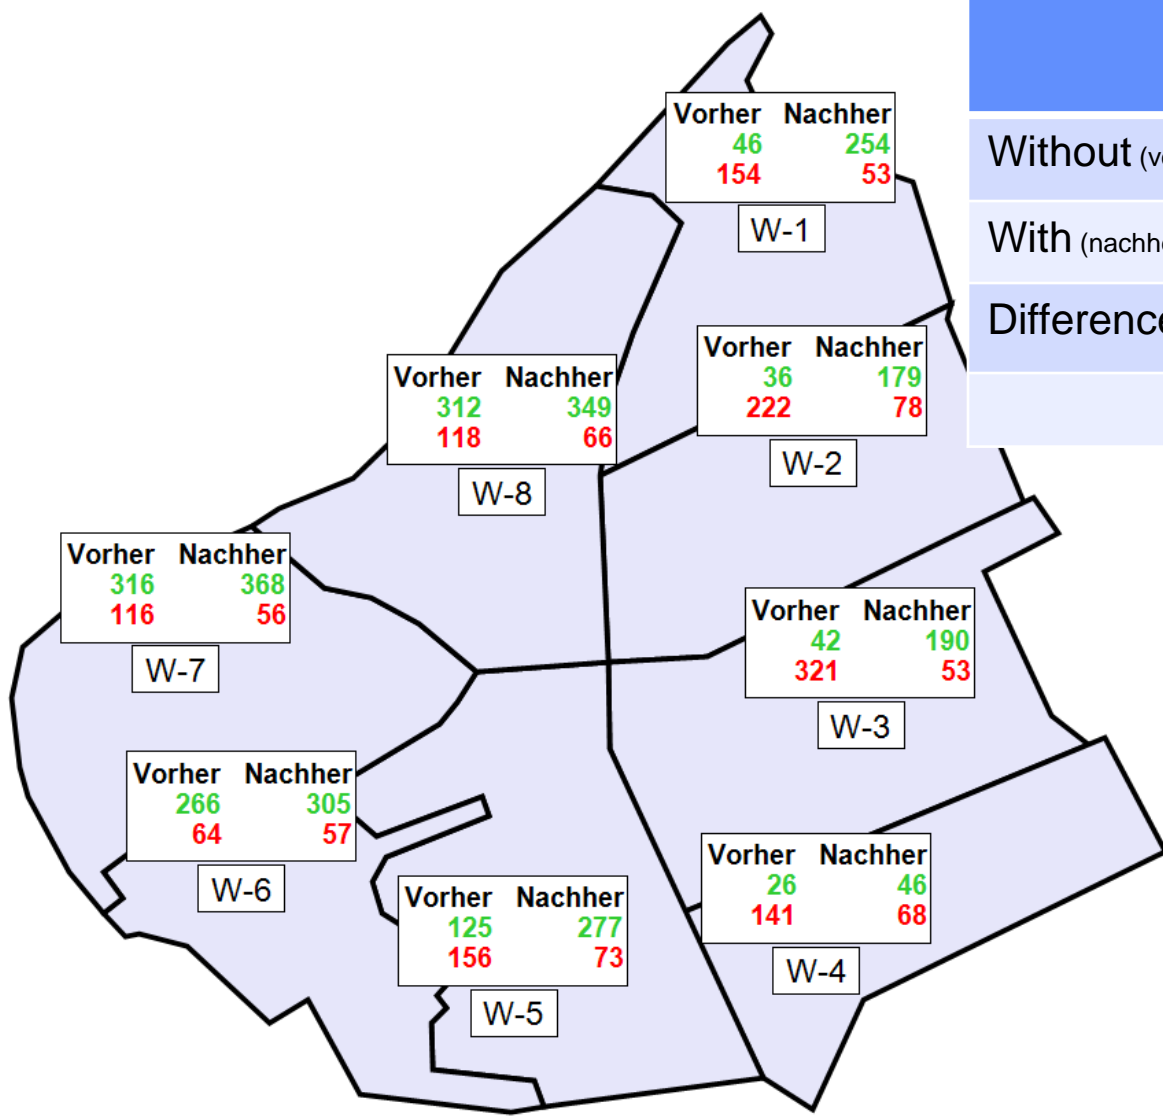 Vorher Nachher
46 254
154 53
W-1
Without
With
Difference
Vorher Nachher
36 179
222 78
W-2
Vorher Nachher
312 349
118 66
W-8
Vorher Nachher
316 368
116 56
W-7
Vorher Nachher
42 190
321 53
W-3
Vorher Nachher
266 305
64 57
W-6
Vorher Nachher
26 46
141 68
W-4
Vorher Nachher
125 277
156 73
W-5